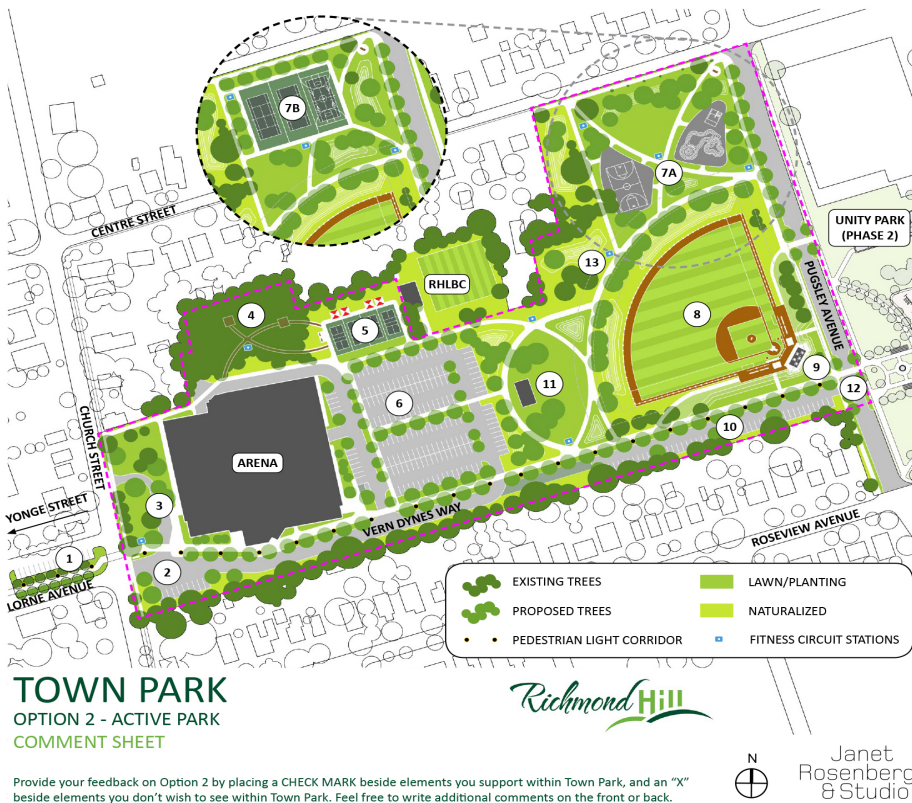 7B
7A
CENTRE STREET
UNITY PARK
(PHASE 2)
13
RHLBC
PUGSLEY AVENUE
4
5
8
9
11
6
12
10
CHURCH STREET
ARENA
YONGE STREET
3
VERN DYNES WAY
ROSEVIEW AVENUE
1
2
LORNE AVENUE
EXISTING TREES
LAWN/PLANTING
PROPOSED TREES
NATURALIZED
PEDESTRIAN LIGHT CORRIDOR
FITNESS CIRCUIT STATIONS
TOWN PARK
OPTION 2 - ACTIVE PARK
COMMENT SHEET
Richmond Hill
N
Janet
Rosenberg
& Studio
Provide your feedback on Option 2 by placing a CHECK MARK beside elements you support within Town Park, and an “X”
beside elements you don’t wish to see within Town Park. Feel free to write additional comments on the front or back.